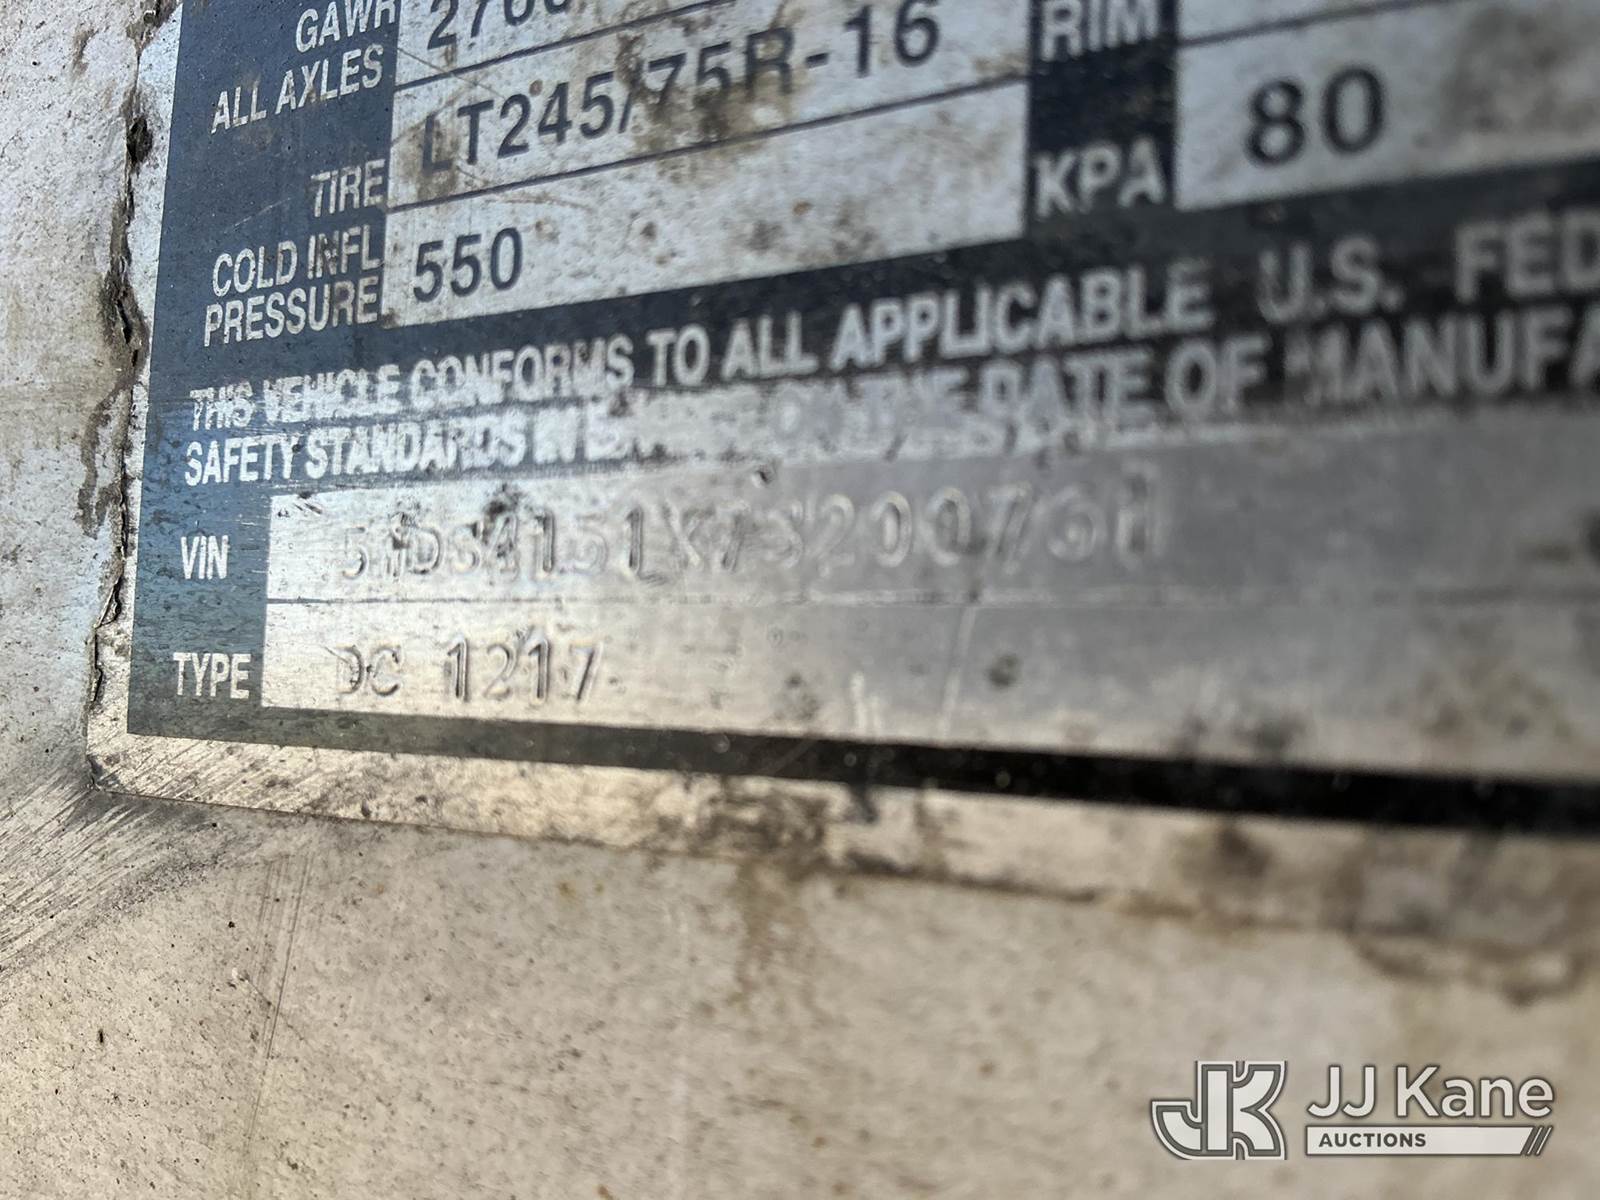 GAWR
ALL AXLES
TIRE LT245/75R-16 RIM
COLD INFL
PRESSURE 550 KPA 80
THIS VEHICLE CONFORMS TO ALL APPLICABLE U.S. FED
SAFETY STANDARDS IN DATE OF MANUFA
VIN
TYPE DC 1217
JJ Kane
AUCTIONS